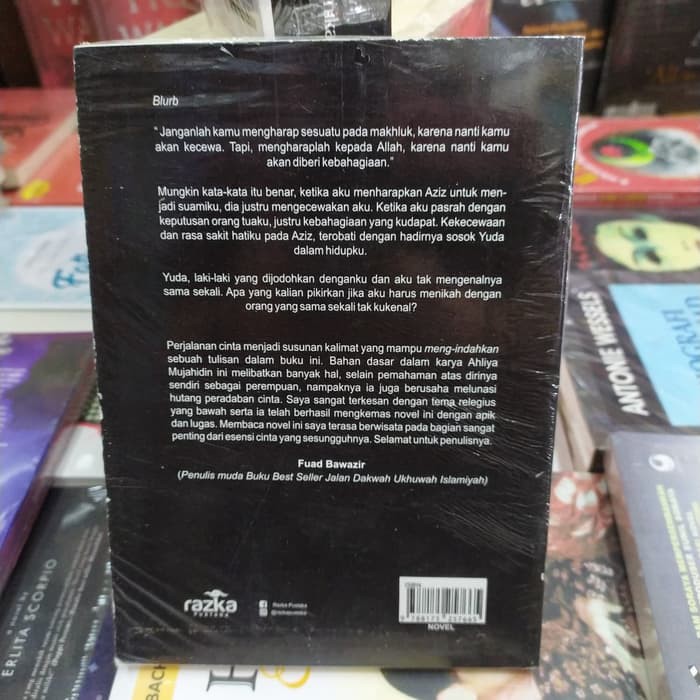 Blurb
"Janganlah kamu mengharap sesuatu pada makhluk, karena nanti kamu
akan kecewa. Tapi, mengharaplah kepada Allah, karena nanti kamu
akan diberi kebahagiaan."
Mungkin kata-kata itu benar, ketika aku menharapkan Aziz untuk men-
jadi suamiku, dia justru mengecewakan aku. Ketika aku pasrah dengan
keputusan orang tuaku, justru kebahagiaan yang kudapat. Kekecewaan
dan rasa sakit hatiku pada Aziz, terobati dengan hadirnya sosok Yuda
dalam hidupku.
Yuda, laki-laki yang dijodohkan denganku dan aku tak mengenalnya
sama sekali. Apa yang kalian pikirkan jika aku harus menikah dengan
orang yang sama sekali tak kukenal?
Perjalanan cinta menjadi susunan kalimat yang mampu meng-indahkan
sebuah tulisan dalam buku ini. Bahan dasar dalam karya Ahliya
Mujahidin ini melibatkan banyak hal, selain pemahaman atas dirinya
sendiri sebagai perempuan, nampaknya ia juga berusaha melunasi
hutang peradaban cinta. Saya sangat terkesan dengan tema relegius
yang bawah serta ia telah berhasil mengkemas novel ini dengan apik
dan lugas. Membaca novel ini saya terasa berwisata pada bagian sangat
penting dari esensi cinta yang sesungguhnya. Selamat untuk penulisnya.
Fuad Bawazir
(Penulis muda Buku Best Seller Jalan Dakwah Ukhuwah Islamiyah)
razka
PUSTAKA
Razka Pustaka
NOVEL
ERLITA SCORPIO
ANTONIE WESSELS
BACH